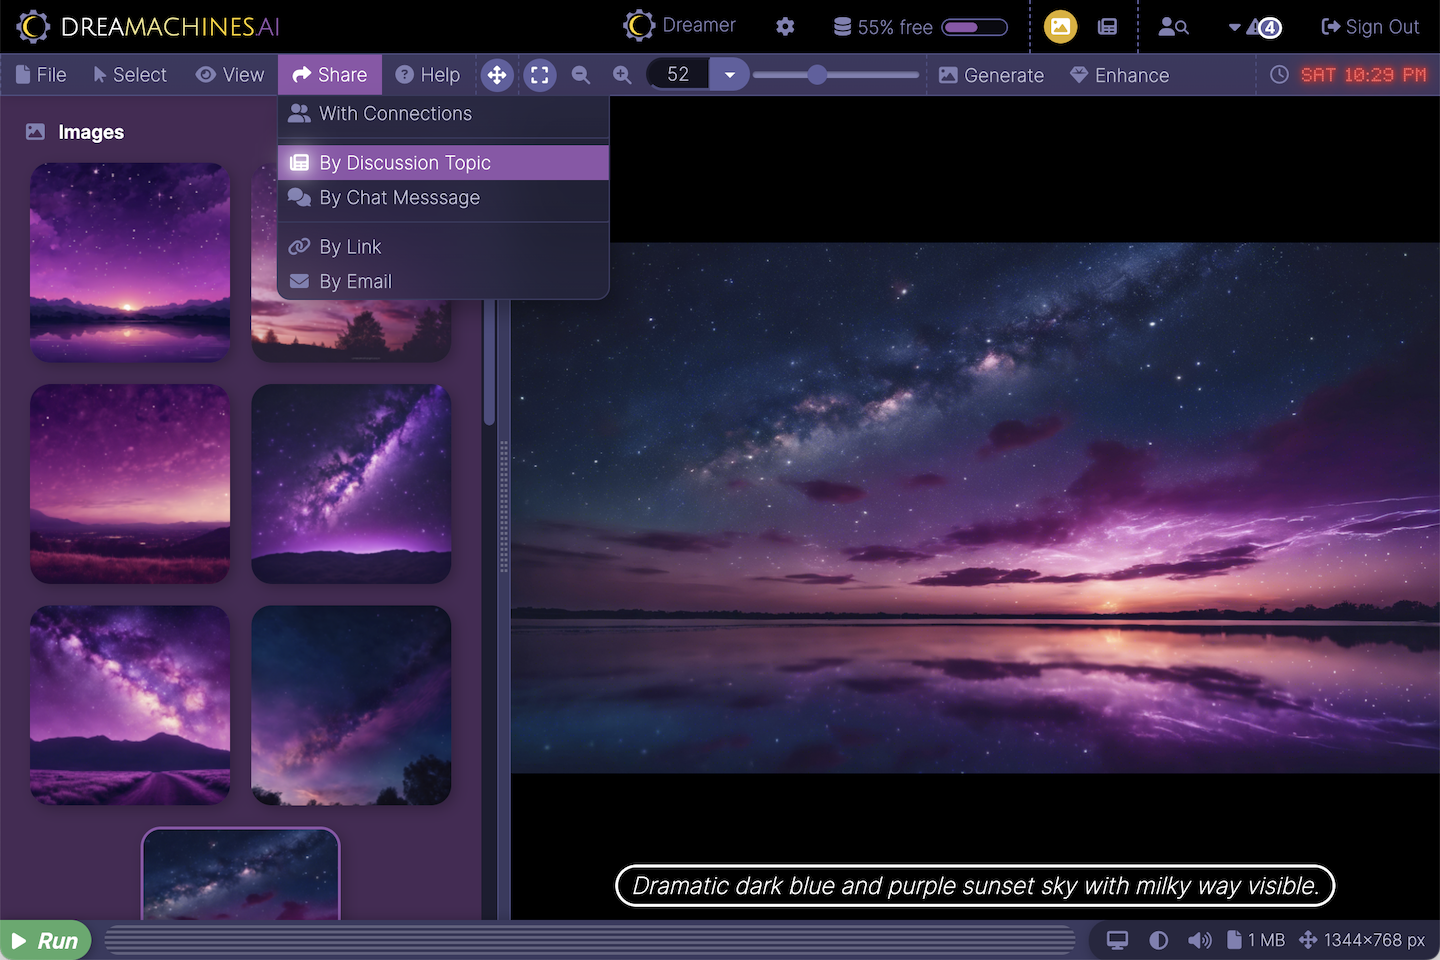 DREAMACHINES.AI
Dreamer
55% free
4
Sign Out
File
Select
View
Share
Help
52
Generate
Enhance
SAT 10:29 PM
With Connections
By Discussion Topic
By Chat Messsage
By Link
By Email
Images
Dramatic dark blue and purple sunset sky with milky way visible.
Run
1 MB
1344×768 px